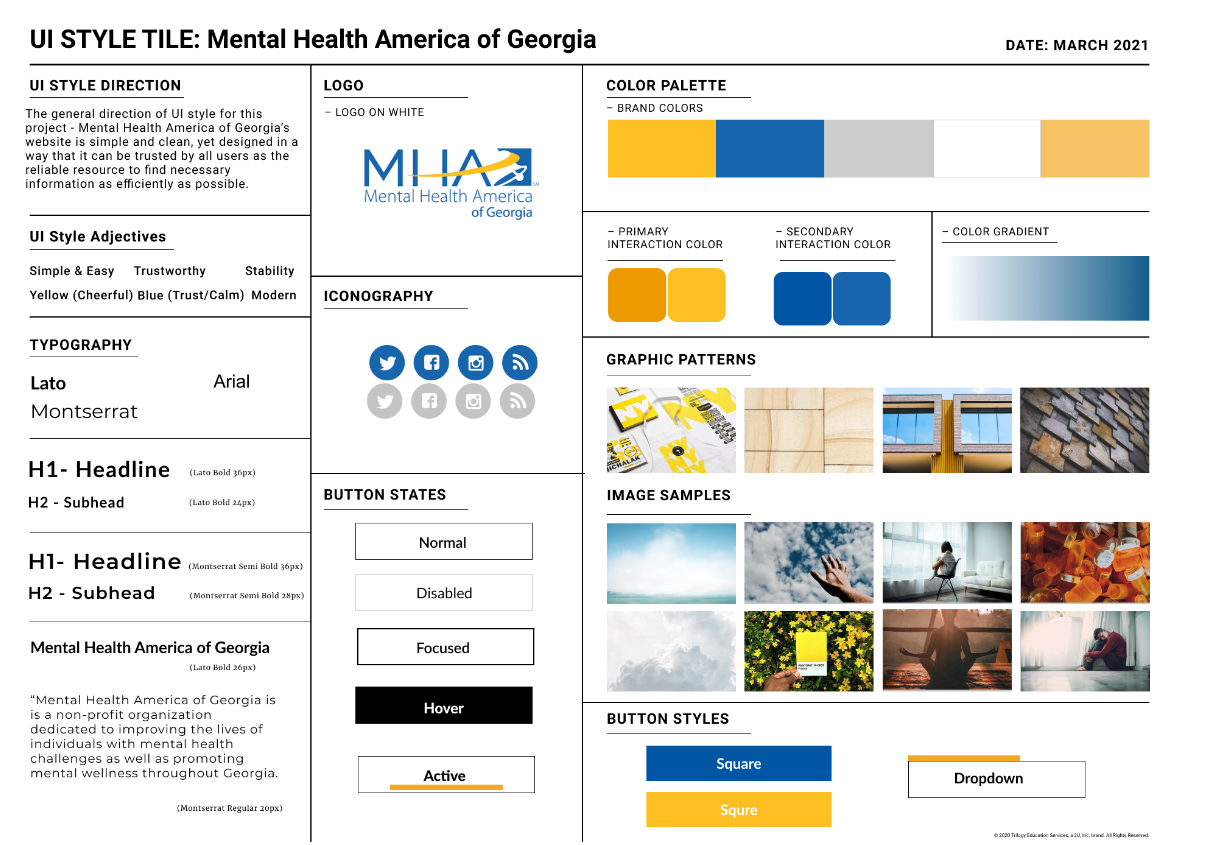 UI STYLE TILE: Mental Health America of Georgia
DATE: MARCH 2021
UI STYLE DIRECTION
The general direction of UI style for this
project - Mental Health America of Georgia’s
website is simple and clean, yet designed in a
way that it can be trusted by all users as the
reliable resource to find necessary
information as efficiently as possible.
UI Style Adjectives
Simple & Easy Trustworthy Stability
Yellow (Cheerful) Blue (Trust/Calm) Modern
TYPOGRAPHY
Lato Arial
Montserrat
H1- Headline (Lato Bold 36px)
H2 - Subhead (Lato Bold 24px)
H1- Headline (Montserrat Semi Bold 36px)
H2 - Subhead (Montserrat Semi Bold 28px)
Mental Health America of Georgia
(Lato Bold 26px)
“Mental Health America of Georgia is
is a non-profit organization
dedicated to improving the lives of
individuals with mental health
challenges as well as promoting
mental wellness throughout Georgia.
(Montserrat Regular 20px)
LOGO
– LOGO ON WHITE
MHA
SM
Mental Health America
of Georgia
ICONOGRAPHY
BUTTON STATES
Normal
Disabled
Focused
Hover
Active
COLOR PALETTE
– BRAND COLORS
– PRIMARY
INTERACTION COLOR
– SECONDARY
INTERACTION COLOR
– COLOR GRADIENT
GRAPHIC PATTERNS
NY
MICHALAK
IMAGE SAMPLES
BUTTON STYLES
Square
Squre
Dropdown
© 2020 Trilogy Education Services, a 2U, Inc. brand. All Rights Reserved.